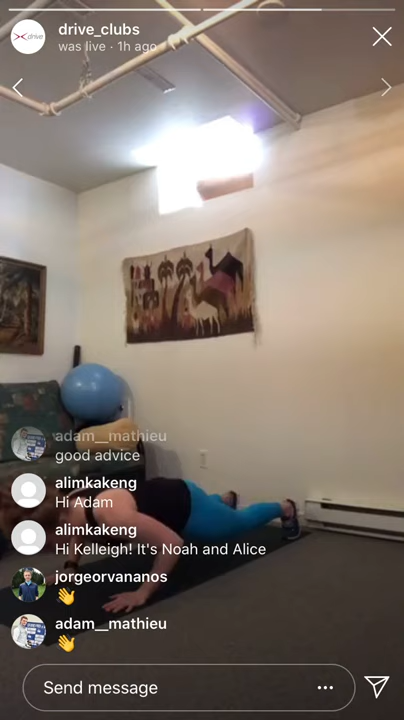 drive
drive_clubs
was live · 1h ago
adam__mathieu
good advice
alimkakeng
Hi Adam
alimkakeng
Hi Kelleigh! It's Noah and Alice
jorgeorvananos
👋
adam__mathieu
👋
Send message